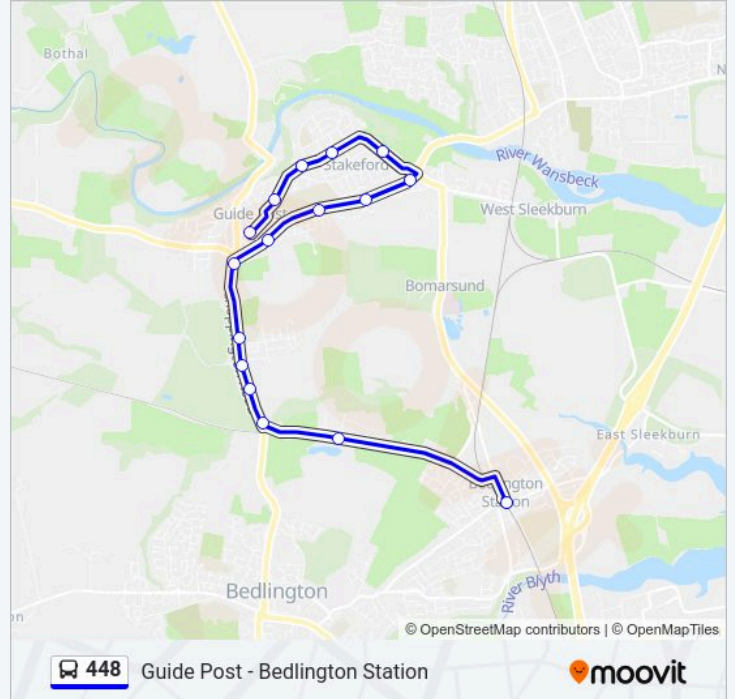 Bothal
N
Stakeford
River Wansbeck
Guide Post
West Sleekburn
Bomarsund
East Sleekburn
Bedlington
Station
River Blyth
Bedlington
on
© OpenStreetMap contributors | © OpenMapTiles
448 Guide Post - Bedlington Station moovit